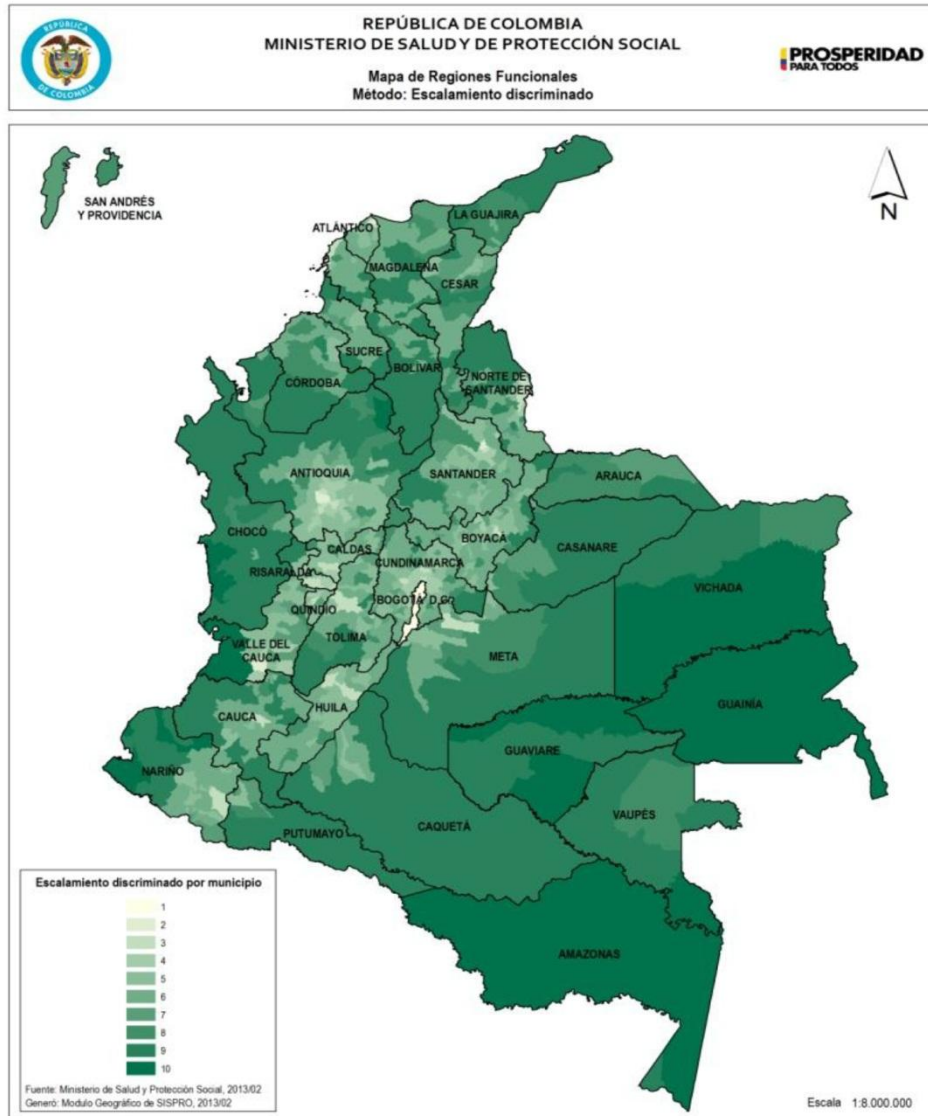 REPÚBLICA DE COLOMBIA
MINISTERIO DE SALUD Y DE PROTECCIÓN SOCIAL
Mapa de Regiones Funcionales
Método: Escalamiento discriminado
REPÚBLICA
DE COLOMBIA
PROSPERIDAD
PARA TODOS
SAN ANDRÉS
Y PROVIDENCIA
N
LA GUAJIRA
ATLÁNTICO
MAGDALENA
CESAR
SUCRE
BOLÍVAR
CÓRDOBA
NORTE DE
SANTANDER
ANTIOQUIA
SANTANDER
ARAUCA
CHOCÓ
BOYACÁ
CALDAS
CASANARE
CUNDINAMARCA
RISARALDA
VICHADA
BOGOTÁ D.C.
QUINDÍO
TOLIMA
VALLE DEL
CAUCA
META
GUAINÍA
HUILA
CAUCA
GUAVIARE
NARIÑO
VAUPÉS
CAQUETÁ
PUTUMAYO
AMAZONAS
Escalamiento discriminado por municipio
1
2
3
4
5
6
7
8
9
10
Fuente: Ministerio de Salud y Protección Social, 2013/02
Generó: Modulo Geográfico de SISPRO, 2013/02
Escala 1:8.000.000